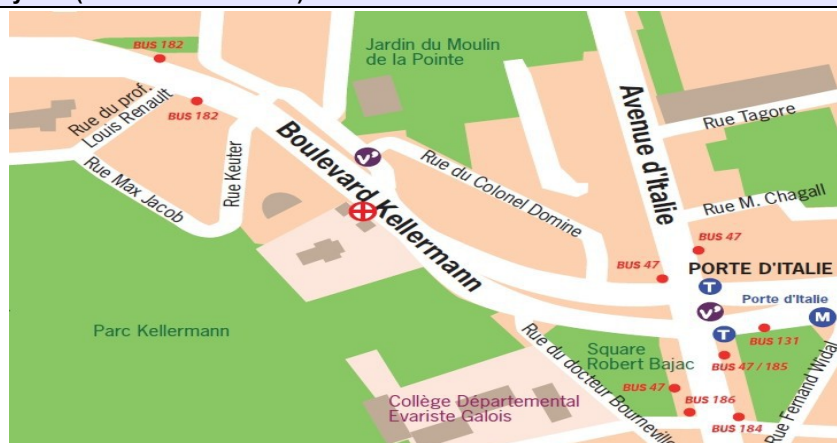 BUS 182
Jardin du Moulin
de la Pointe
Rue du prof.
Louis Renault
BUS 182
Avenue d'Italie
Rue Tagore
Boulevard Kellermann
v'
Rue du Colonel Domine
Rue Max Jacob
Rue Keuter
Rue M. Chagall
BUS 47
BUS 47
PORTE D'ITALIE
T
Porte d'Italie
v'
M
Parc Kellermann
T
BUS 131
Rue du docteur Bourneville
Square
Robert Bajac
BUS 47 / 185
Rue Fernand Widal
BUS 47
Collège Départemental
Evariste Galois
BUS 186
BUS 184